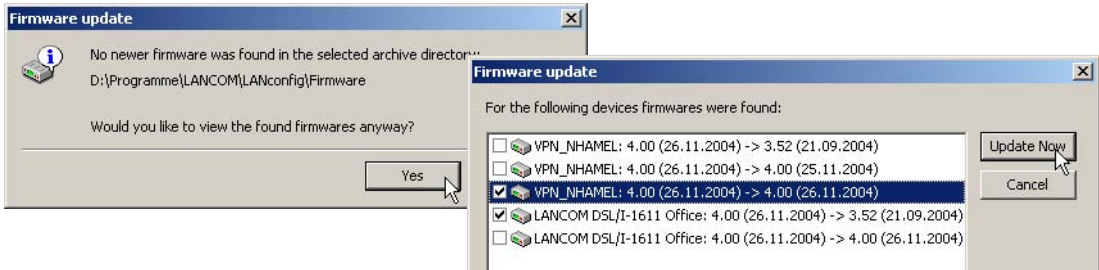 Firmware update
No newer firmware was found in the selected archive directory:
D:\Programme\LANCOM\LANconfig\Firmware
Would you like to view the found firmwares anyway?
Yes
Firmware update
For the following devices firmwares were found:
VPN_NHAMEL: 4.00 (26.11.2004) -> 3.52 (21.09.2004)
VPN_NHAMEL: 4.00 (26.11.2004) -> 4.00 (25.11.2004)
VPN_NHAMEL: 4.00 (26.11.2004) -> 4.00 (26.11.2004)
LANCOM DSL/I-1611 Office: 4.00 (26.11.2004) -> 3.52 (21.09.2004)
LANCOM DSL/I-1611 Office: 4.00 (26.11.2004) -> 4.00 (26.11.2004)
Update Now
Cancel